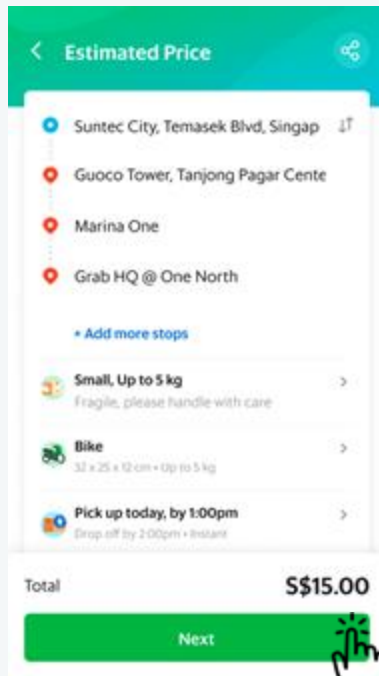 Estimated Price
Suntec City, Temasek Blvd, Singap
Guoco Tower, Tanjong Pagar Cente
Marina One
Grab HQ @ One North
+ Add more stops
Small, Up to 5 kg
Fragile, please handle with care
Bike
32 x 25 x 12 cm • Up to 5 kg
Pick up today, by 1:00pm
Drop off by 2:00pm • Instant
Total S$15.00
Next